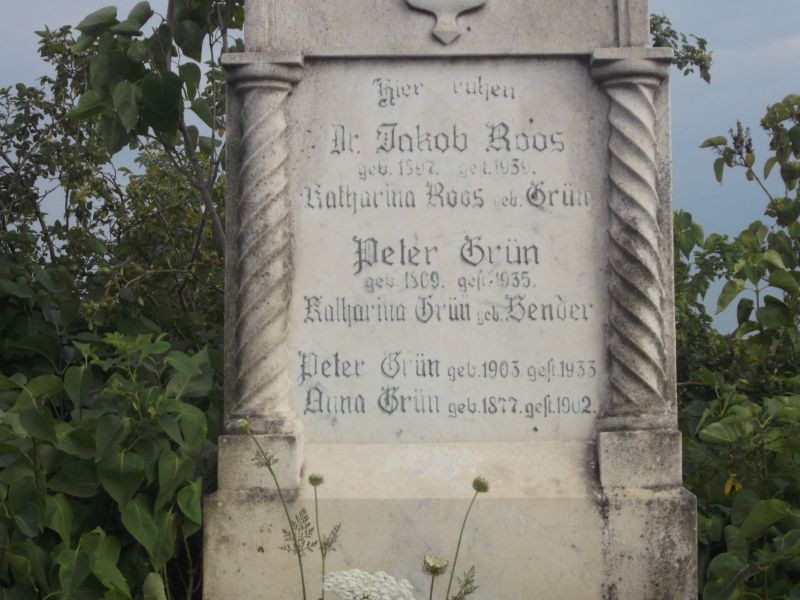 Hier ruhen
Dr. Jakob Roos
geb. 1897. gest. 1939.
Katharina Roos geb. Grün
Peter Grün
geb. 1869. gest. 1935.
Katharina Grün geb. Bender
Peter Grün geb. 1903. gest. 1933
Anna Grün geb. 1877. gest. 1902.